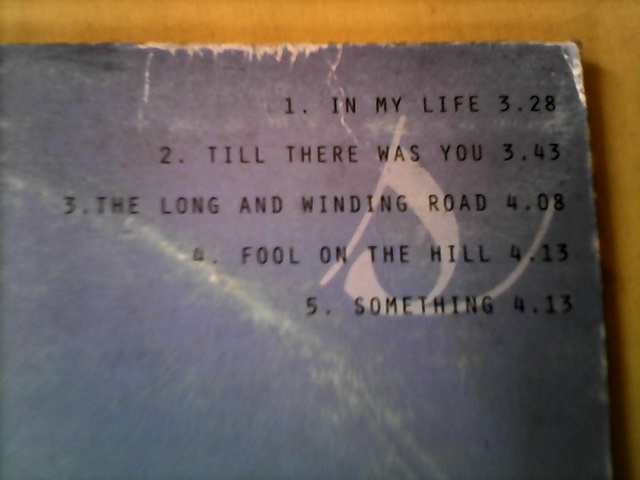 1. IN MY LIFE 3.28
2. TILL THERE WAS YOU 3.43
3.THE LONG AND WINDING ROAD 4.08
4. FOOL ON THE HILL 4.13
5. SOMETHING 4.13